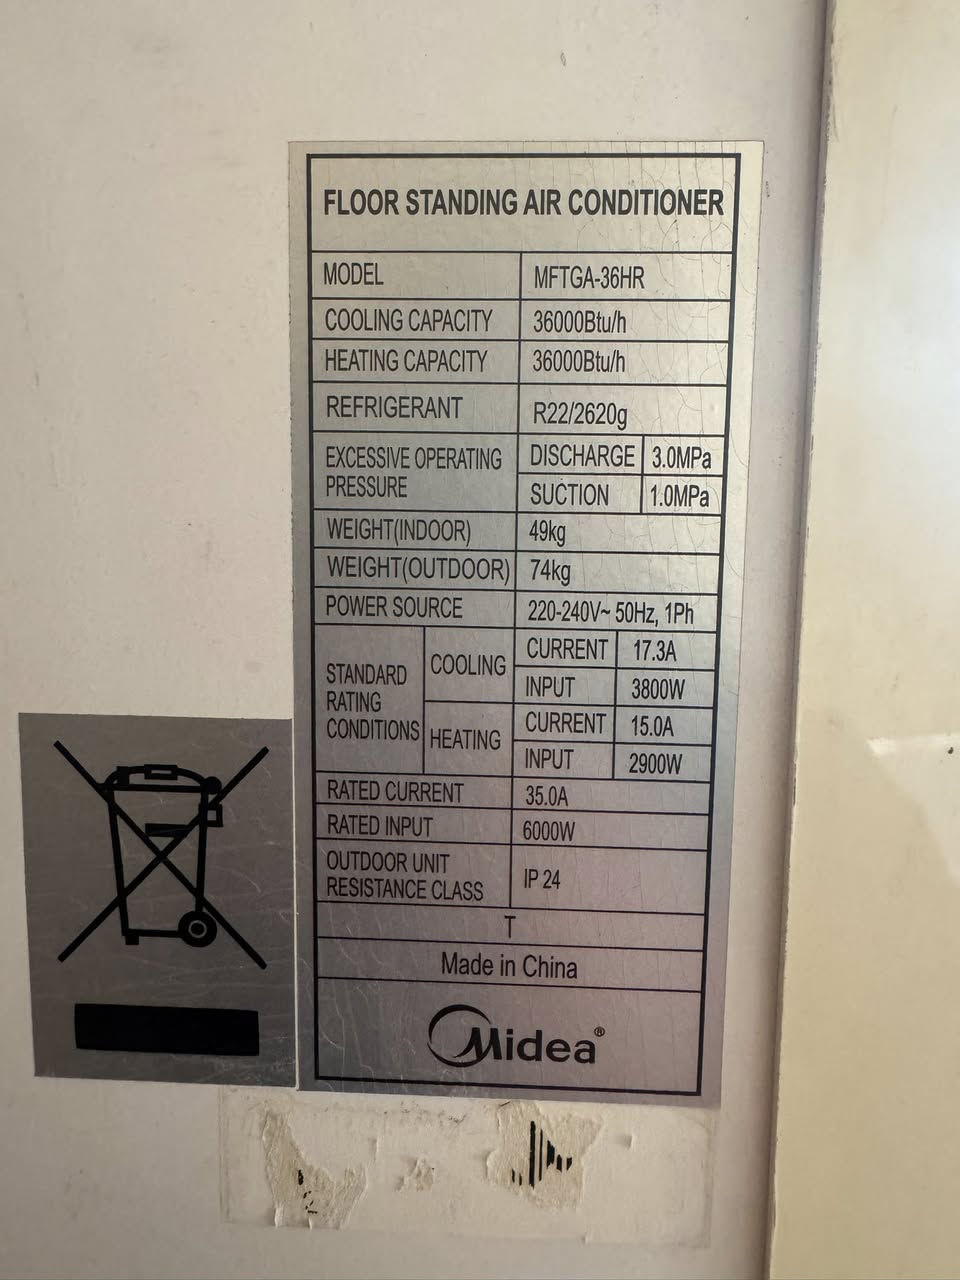 FLOOR STANDING AIR CONDITIONER
MODEL MFTGA-36HR
COOLING CAPACITY 36000Btu/h
HEATING CAPACITY 36000Btu/h
REFRIGERANT R22/2620g
EXCESSIVE OPERATING PRESSURE DISCHARGE 3.0MPa
SUCTION 1.0MPa
WEIGHT(INDOOR) 49kg
WEIGHT(OUTDOOR) 74kg
POWER SOURCE 220-240V~ 50Hz, 1Ph
STANDARD RATING CONDITIONS COOLING CURRENT 17.3A
INPUT 3800W
HEATING CURRENT 15.0A
INPUT 2900W
RATED CURRENT 35.0A
RATED INPUT 6000W
OUTDOOR UNIT RESISTANCE CLASS IP 24
T
Made in China
Midea®